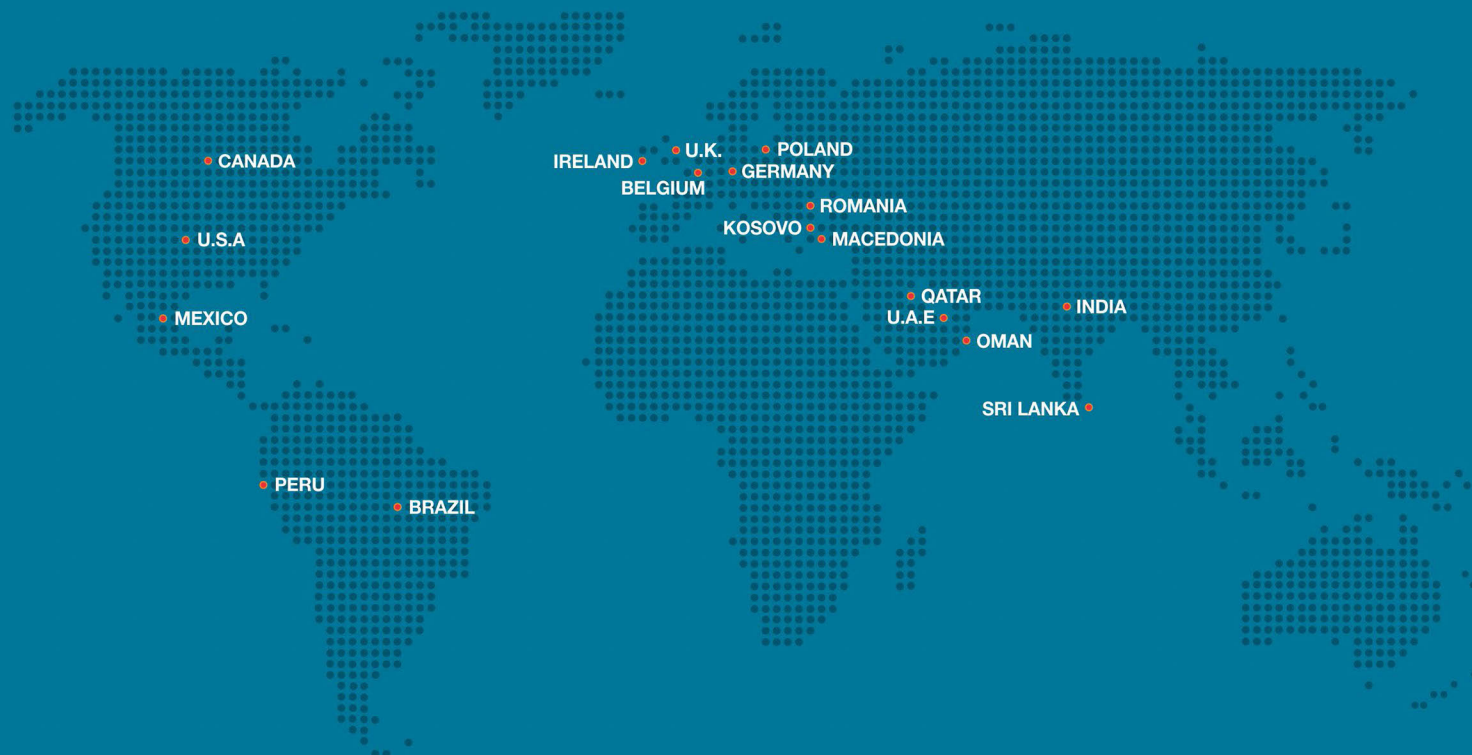 CANADA
U.S.A
MEXICO
PERU
BRAZIL
IRELAND
U.K.
BELGIUM
POLAND
GERMANY
ROMANIA
KOSOVO
MACEDONIA
QATAR
U.A.E
OMAN
INDIA
SRI LANKA